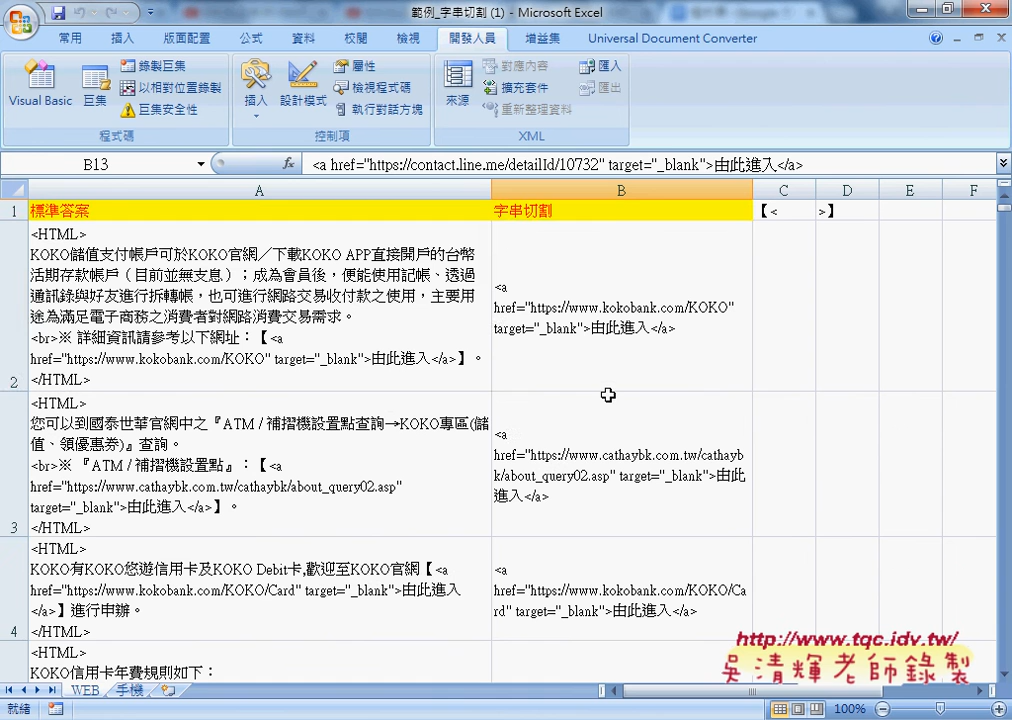 範例_字串切割 (1) - Microsoft Excel
常用 插入 版面配置 公式 資料 校閱 檢視 開發人員 增益集 Universal Document Converter
Visual Basic 巨集 錄製巨集 以相對位置錄製 巨集安全性 程式碼
插入 設計模式 屬性 檢視程式碼 執行對話方塊 控制項
來源 對應內容 擴充套件 重新整理資料 匯入 匯出 XML
B13 fx <a href="https://contact.line.me/detailId/10732" target="_blank">由此進入</a>
A B C D E F
1 標準答案 字串切割 【< >】
<HTML>
KOKO儲值支付帳戶可於KOKO官網／下載KOKO APP直接開戶的台幣
活期存款帳戶（目前並無支息）；成為會員後，便能使用記帳、透過
通訊錄與好友進行拆轉帳，也可進行網路交易收付款之使用，主要用
途為滿足電子商務之消費者對網路消費交易需求。
<br>※ 詳細資訊請參考以下網址：【<a
href="https://www.kokobank.com/KOKO" target="_blank">由此進入</a>】。
2 </HTML>
<a
href="https://www.kokobank.com/KOKO"
target="_blank">由此進入</a>
<HTML>
您可以到國泰世華官網中之『ATM / 補摺機設置點查詢→KOKO專區(儲
值、領優惠券)』查詢。
<br>※ 『ATM / 補摺機設置點』：【<a
href="https://www.cathaybk.com.tw/cathaybk/about_query02.asp"
target="_blank">由此進入</a>】。
3 </HTML>
<a
href="https://www.cathaybk.com.tw/cathayb
k/about_query02.asp" target="_blank">由此
進入</a>
<HTML>
KOKO有KOKO您遊信用卡及KOKO Debit卡,歡迎至KOKO官網【<a
href="https://www.kokobank.com/KOKO/Card" target="_blank">由此進入
</a>】進行申辦。
4 </HTML>
<a
href="https://www.kokobank.com/KOKO/Ca
rd" target="_blank">由此進入</a>
<HTML>
KOKO信用卡年費規則如下：
http://www.tqc.idv.tw/
吳清輝老師錄製
WEB 手機
就緒 100%